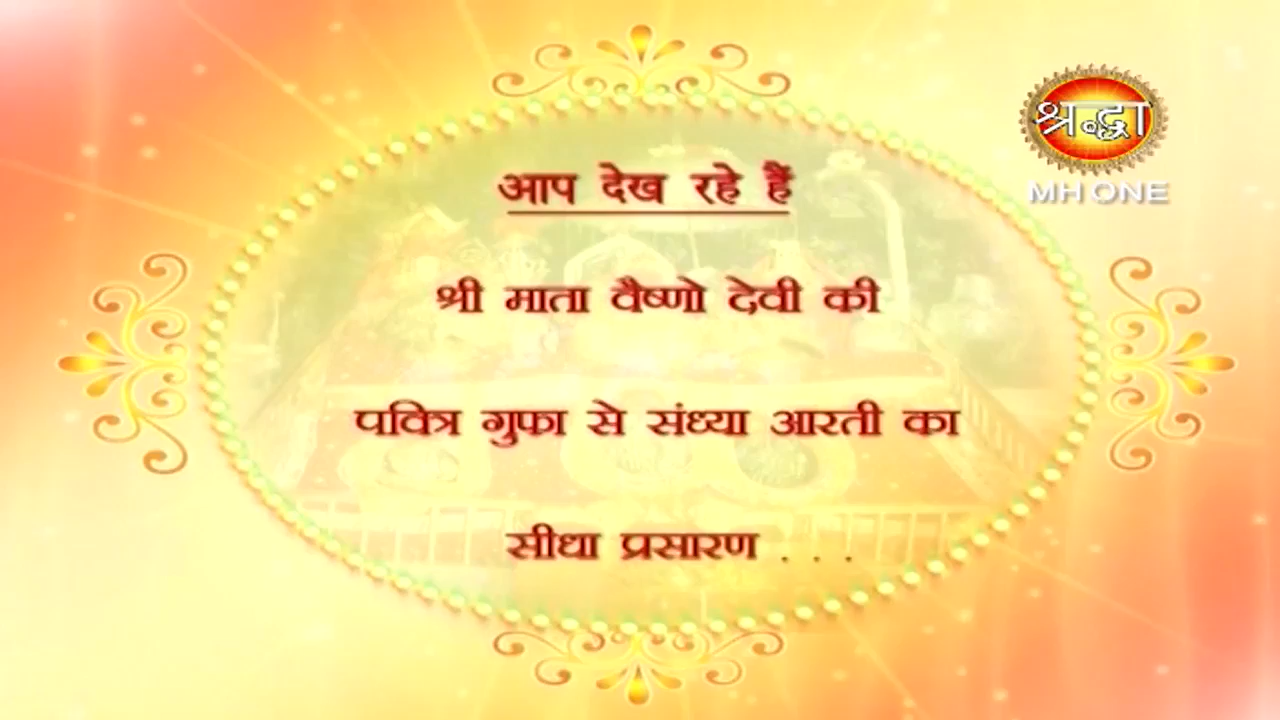 श्रद्धा
MH ONE
आप देख रहे हैं
श्री माता वैष्णो देवी की
पवित्र गुफा से संध्या आरती का
सीधा प्रसारण . . .